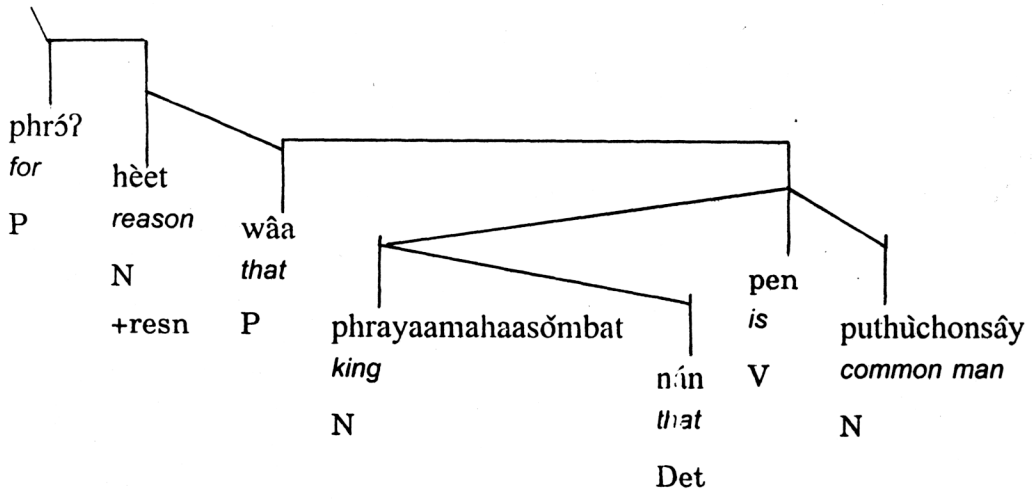 phrɔ́ʔ hèet wâa phrayaamahaasǒmbat nán pen puthùchonsây
for reason that king that is common man
P N P N Det V N
+resn